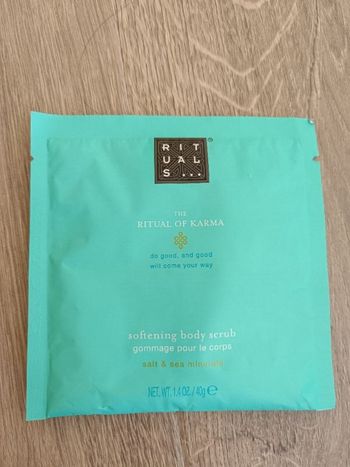 RIT
UAL
S...
THE
RITUAL OF KARMA
do good, and good
will come your way
softening body scrub
gommage pour le corps
salt & sea minerals
NET. WT. 1.4 OZ. / 40g ℮